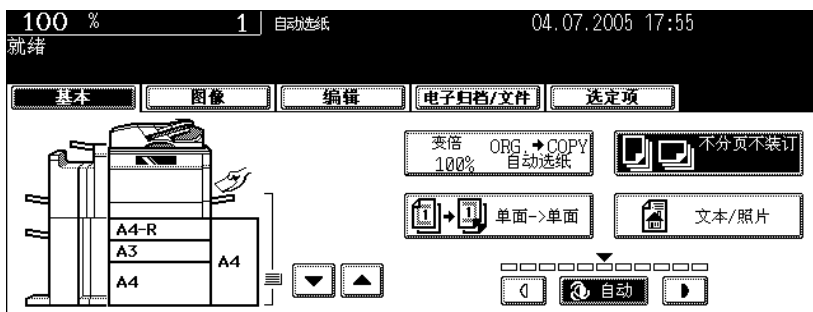 100 % 1 自动选纸 04.07.2005 17:55
就绪
基本 图像 编辑 电子归档/文件 选定项
变倍 ORG.→COPY
100% 自动选纸
不分页不装订
1→1 单面->单面
文本/照片
A4-R
A3
A4
A4
自动